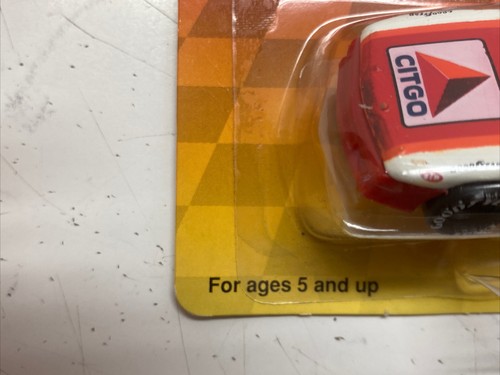 CITGO
For ages 5 and up